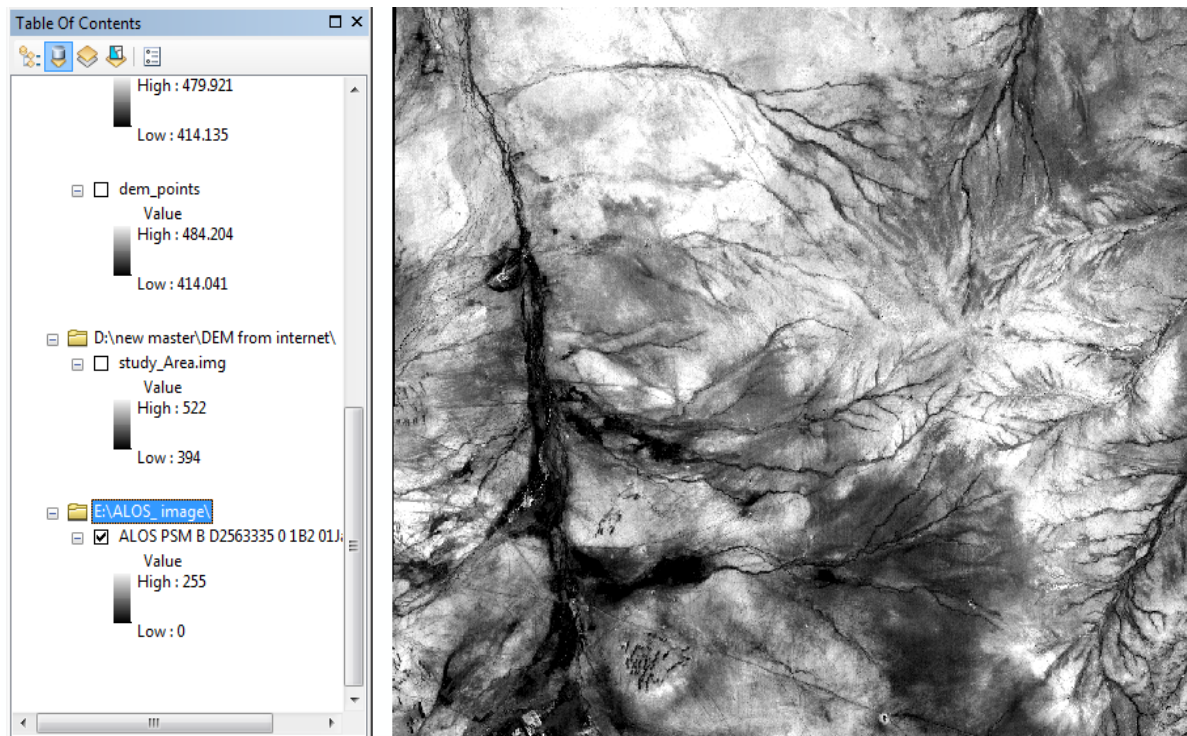 Table Of Contents
High : 479.921
Low : 414.135
dem_points
Value
High : 484.204
Low : 414.041
D:\new master\DEM from internet\
study_Area.img
Value
High : 522
Low : 394
E:\ALOS_image\
ALOS PSM B D2563335 0 1B2 01J
Value
High : 255
Low : 0